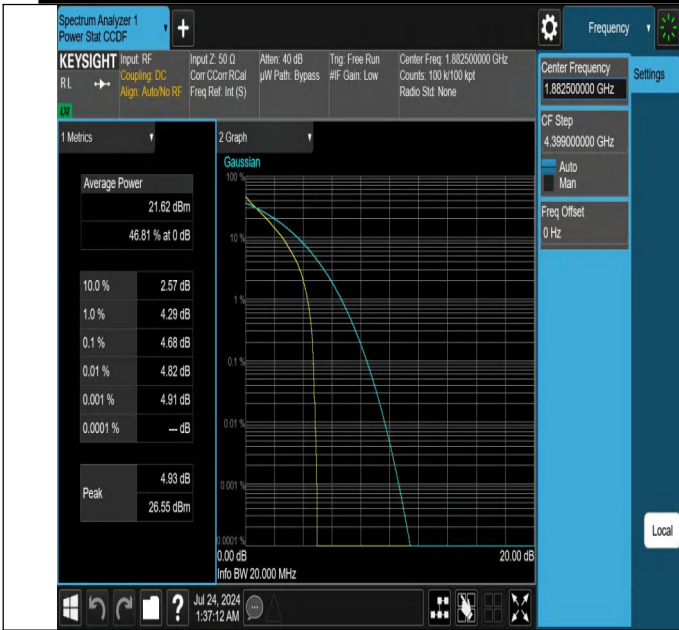 Spectrum Analyzer 1
Power Stat CCDF
+
Frequency
KEYSIGHT
RL
LXI
Input: RF
Coupling: DC
Align: Auto/No RF
Input Z: 50 Ω
Corr CCorr RCal
Freq Ref: Int (S)
Atten: 40 dB
µW Path: Bypass
Trig: Free Run
#IF Gain: Low
Center Freq: 1.882500000 GHz
Counts: 100 k/100 kpt
Radio Std: None
Center Frequency
1.882500000 GHz
Settings
CF Step
4.399000000 GHz
Auto
Man
Freq Offset
0 Hz
1 Metrics
Average Power
21.62 dBm
46.81 % at 0 dB
10.0 % 2.57 dB
1.0 % 4.29 dB
0.1 % 4.68 dB
0.01 % 4.82 dB
0.001 % 4.91 dB
0.0001 % --- dB
Peak
4.93 dB
26.55 dBm
2 Graph
Gaussian
100 %
10 %
1 %
0.1 %
0.01 %
0.001 %
0.0001 %
0.00 dB 20.00 dB
Info BW 20.000 MHz
Local
?
Jul 24, 2024
1:37:12 AM